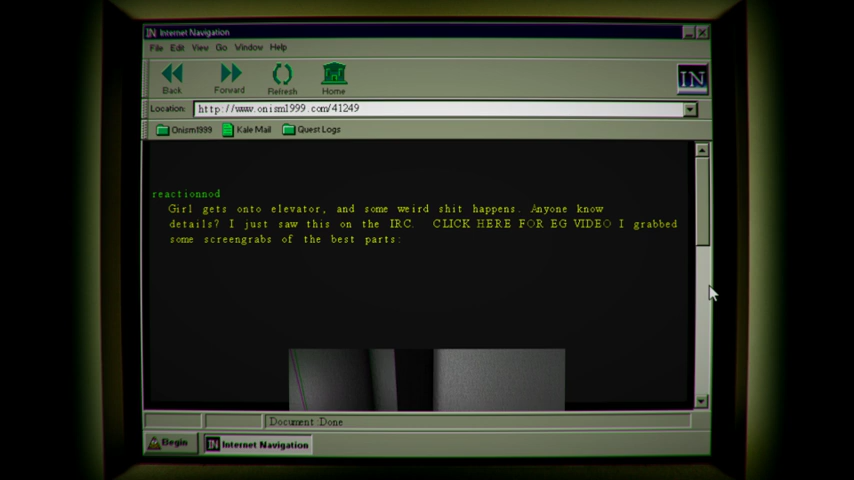 IN Internet Navigation
File Edit View Go Window Help
Back Forward Refresh Home
IN
Location: http://www.onism1999.com/41249
Onism1999 Kale Mail Quest Logs
reactionnod
Girl gets onto elevator, and some weird shit happens. Anyone know
details? I just saw this on the IRC. CLICK HERE FOR EG VIDEO I grabbed
some screengrabs of the best parts:
Document :Done
Begin IN Internet Navigation